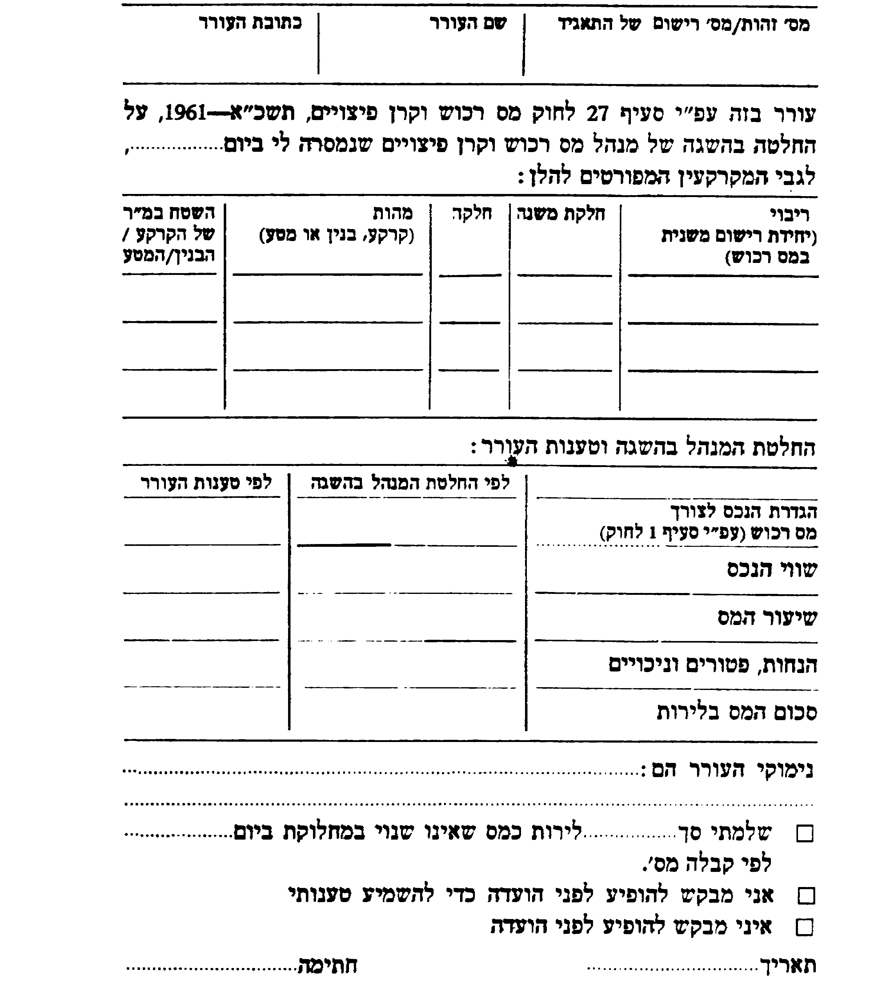 מס' זהות/מס' רישום של התאגיד שם העורר כתובת העורר
עורר בזה עפ"י סעיף 27 לחוק מס רכוש וקרן פיצויים, תשכ"א—1961, על
החלטה בהשגה של מנהל מס רכוש וקרן פיצויים שנמסרה לי ביום..................,
לגבי המקרקעין המפורטים להלן:
ריבוי חלקת משנה חלקה מהות השטח במ"ר
(יחידת רישום משנית (קרקע, בנין או מטע) של הקרקע /
במס רכוש) הבנין/המטע
החלטת המנהל בהשגה וטענות העורר:
לפי החלטת המנהל בהשגה לפי טענות העורר
הגדרת הנכס לצורך
מס רכוש (עפ"י סעיף 1 לחוק)
שווי הנכס
שיעור המס
הנחות, פטורים וניכויים
סכום המס בלירות
נימוקי העורר הם:..............................................................
..............................................................
☐ שלמתי סך..................לירות כמס שאינו שנוי במחלוקת ביום....................
לפי קבלה מס'.
☐ אני מבקש להופיע לפני הועדה כדי להשמיע טענותי
☐ איני מבקש להופיע לפני הועדה
תאריך.............................. חתימה..............................